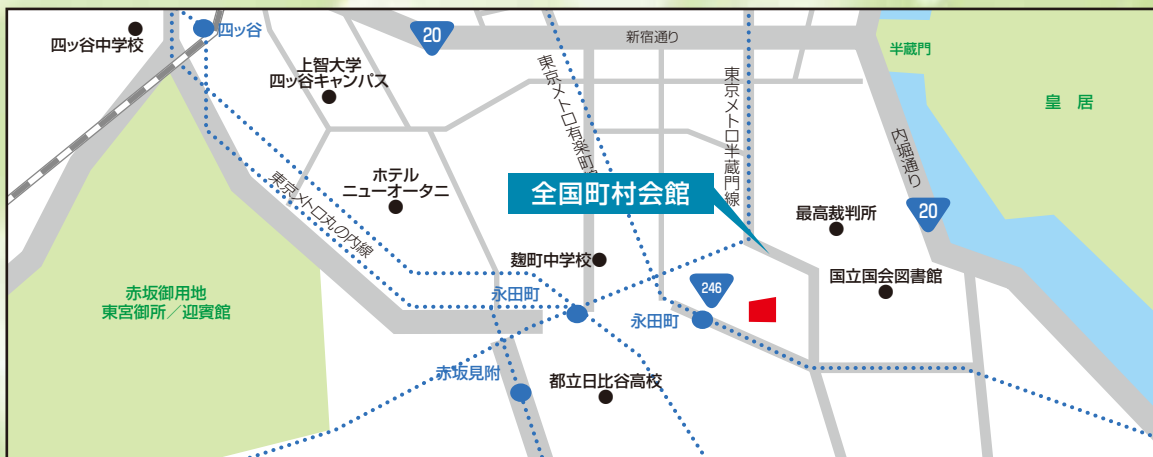 四ッ谷中学校
四ッ谷
20
新宿通り
半蔵門
上智大学
四ッ谷キャンパス
東京メトロ有楽町
東京メトロ半蔵門線
皇 居
内堀通り
ホテル
ニューオータニ
東京メトロ丸の内線
全国町村会館
最高裁判所
20
麹町中学校
国立国会図書館
赤坂御用地
東宮御所／迎賓館
永田町
246
永田町
赤坂見附
都立日比谷高校